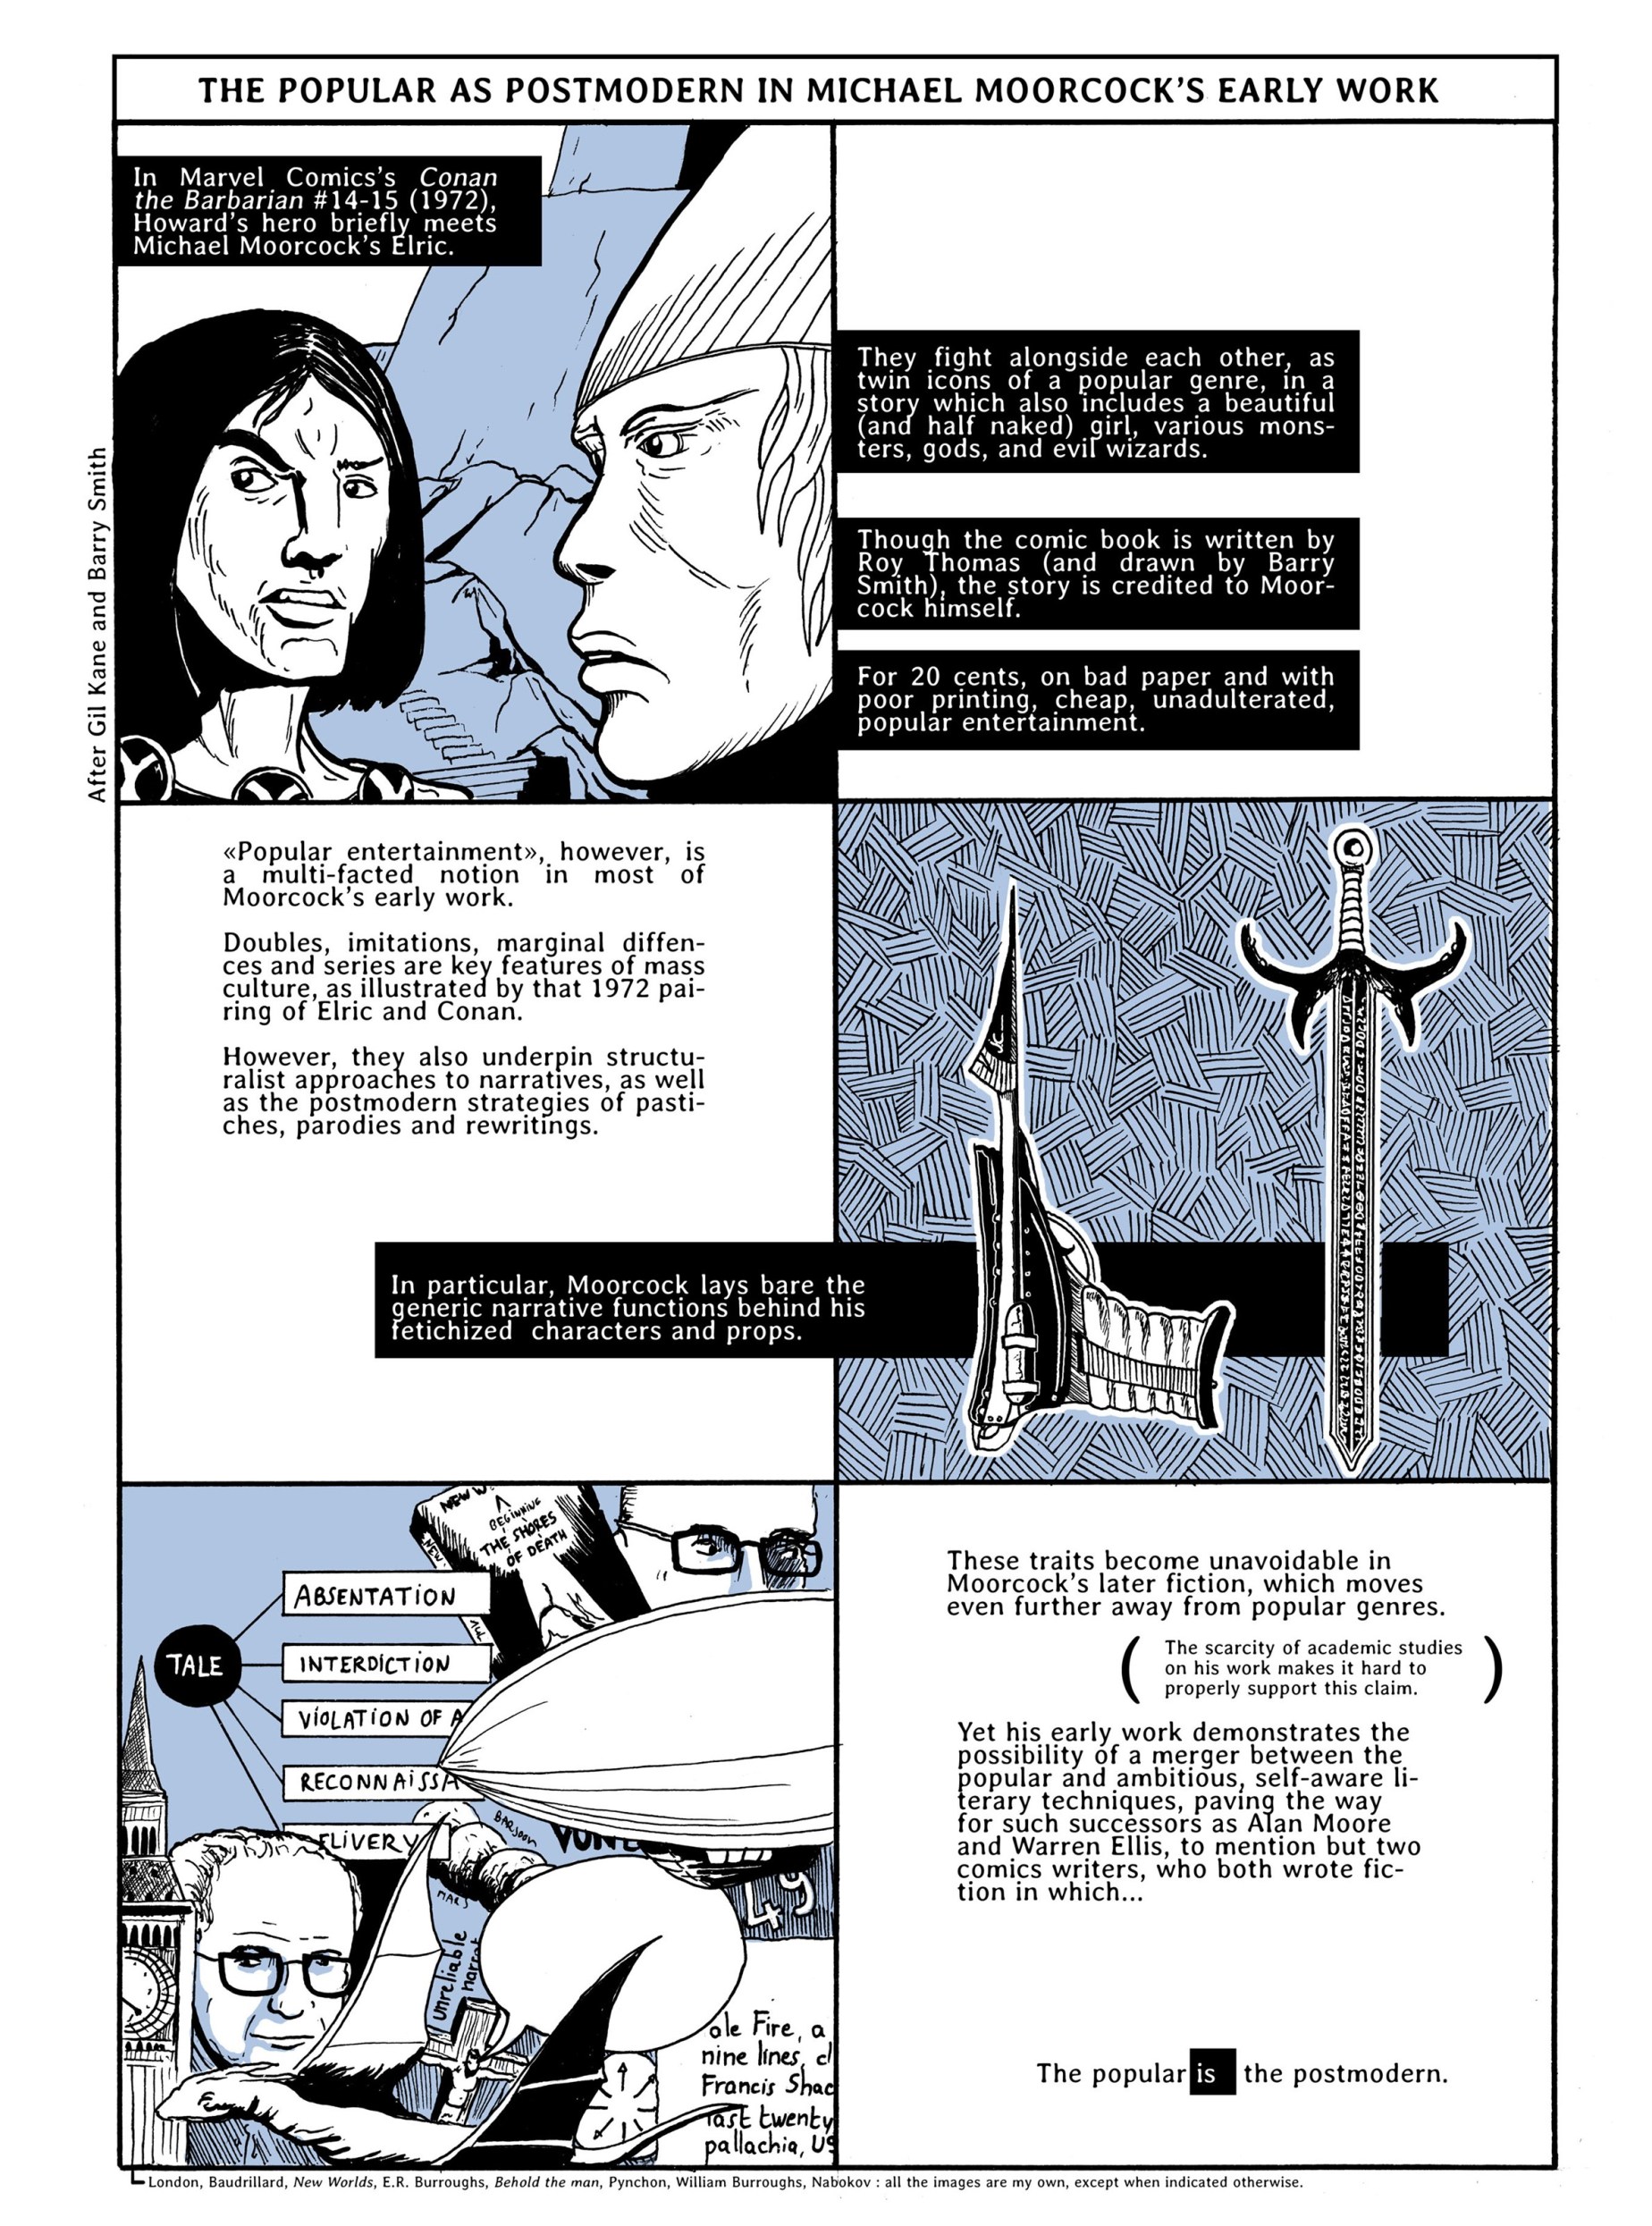 THE POPULAR AS POSTMODERN IN MICHAEL MOORCOCK'S EARLY WORK
In Marvel Comics's Conan
the Barbarian #14-15 (1972),
Howard's hero briefly meets
Michael Moorcock's Elric.
After Gil Kane and Barry Smith
They fight alongside each other, as
twin icons of a popular genre, in a
story which also includes a beautiful
(and half naked) girl, various mons-
ters, gods, and evil wizards.
Though the comic book is written by
Roy Thomas (and drawn by Barry
Smith), the story is credited to Moor-
cock himself.
For 20 cents, on bad paper and with
poor printing, cheap, unadulterated,
popular entertainment.
«Popular entertainment», however, is
a multi-facted notion in most of
Moorcock's early work.
Doubles, imitations, marginal diffen-
ces and series are key features of mass
culture, as illustrated by that 1972 pai-
ring of Elric and Conan.
However, they also underpin structu-
ralist approaches to narratives, as well
as the postmodern strategies of pasti-
ches, parodies and rewritings.
In particular, Moorcock lays bare the
generic narrative functions behind his
fetichized characters and props.
NEW W
BEGINNING
THE SHORES
OF DEATH
NEW
TALE
ABSENTATION
INTERDICTION
VIOLATION OF A
RECONNAISSA
ELIVERY
BARSOOM
MARS
VON
49
unreliable
narrat
ale Fire, a
nine lines, d
Francis Shad
last twenty
pallachia, US
These traits become unavoidable in
Moorcock's later fiction, which moves
even further away from popular genres.
( The scarcity of academic studies
on his work makes it hard to
properly support this claim. )
Yet his early work demonstrates the
possibility of a merger between the
popular and ambitious, self-aware li-
terary techniques, paving the way
for such successors as Alan Moore
and Warren Ellis, to mention but two
comics writers, who both wrote fic-
tion in which...
The popular is the postmodern.
London, Baudrillard, New Worlds, E.R. Burroughs, Behold the man, Pynchon, William Burroughs, Nabokov : all the images are my own, except when indicated otherwise.